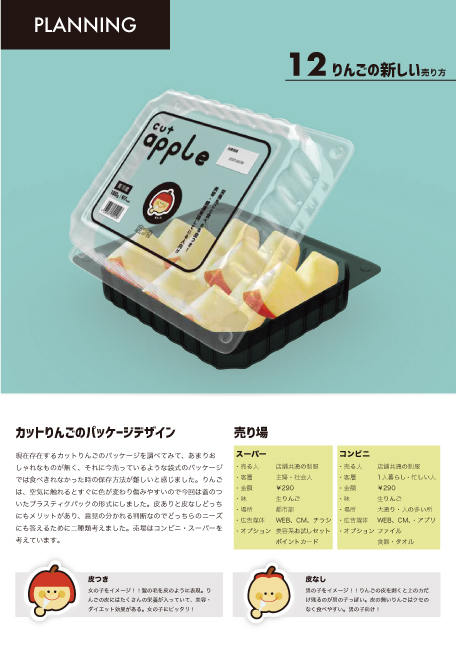 PLANNING
12 りんごの新しい売り方
cut
apple
カットりんごのパッケージデザイン
現在存在するカットりんごのパッケージを調べてみて、あまりお
しゃれなものが無く、それに今売っているような袋式のパッケージ
では食べきれなかった時の保存方法が難しいと感じました。りんご
は、空気に触れるとすぐに色が変わり傷みやすいので今回は蓋のつ
いたプラスティックパックの形式にしました。皮ありと皮なしどっち
にもメリットがあり、意見の分かれる判断なのでどっちのニーズ
にも答えるために二種類考えました。売場はコンビニ・スーパーを
考えています。
売り場
スーパー
・売る人 店舗共通の制服
・客層 主婦・社会人
・金額 ¥290
・味 生りんご
・場所 都市部
・広告媒体 WEB、CM、チラシ
・オプション 美容系お試しセット
ポイントカード
コンビニ
・売る人 店舗共通の制服
・客層 1人暮らし・忙しい人
・金額 ¥290
・味 生りんご
・場所 大通り・人の多い所
・広告媒体 WEB、CM、・アプリ
・オプション ファイル
食器・タオル
皮つき
女の子をイメージ！！髪の毛を皮のように表現。りん
ごの皮にはたくさんの栄養が入っていて、美容・
ダイエット効果がある。女の子にピッタリ！
皮なし
男の子をイメージ！！りんごの皮を剥くと上の方だ
け残るのが男の子っぽい。皮の無いりんごはクセの
なく食べやすい。男の子向け！